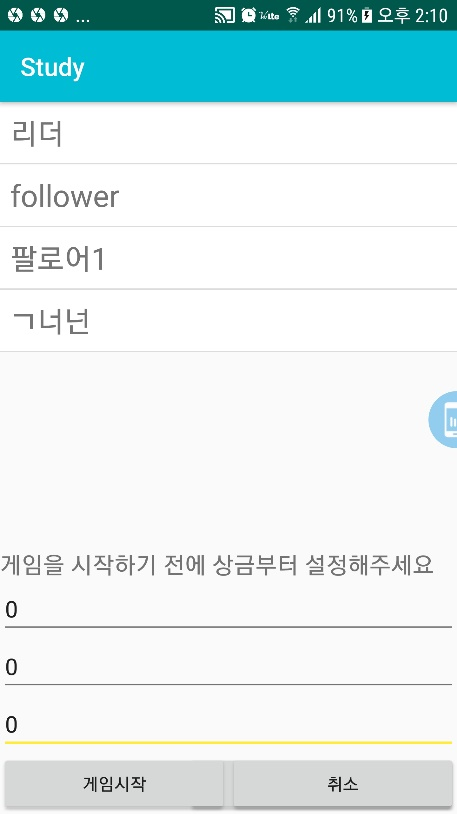 ... 91% 오후 2:10
Study
리더
follower
팔로어1
ㄱ너넌
게임을 시작하기 전에 상금부터 설정해주세요
0
0
0
게임시작 취소